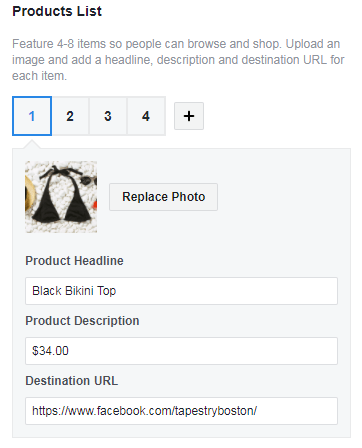 Products List
Feature 4-8 items so people can browse and shop. Upload an
image and add a headline, description and destination URL for
each item.
1 2 3 4 +
Replace Photo
Product Headline
Black Bikini Top
Product Description
$34.00
Destination URL
https://www.facebook.com/tapestryboston/